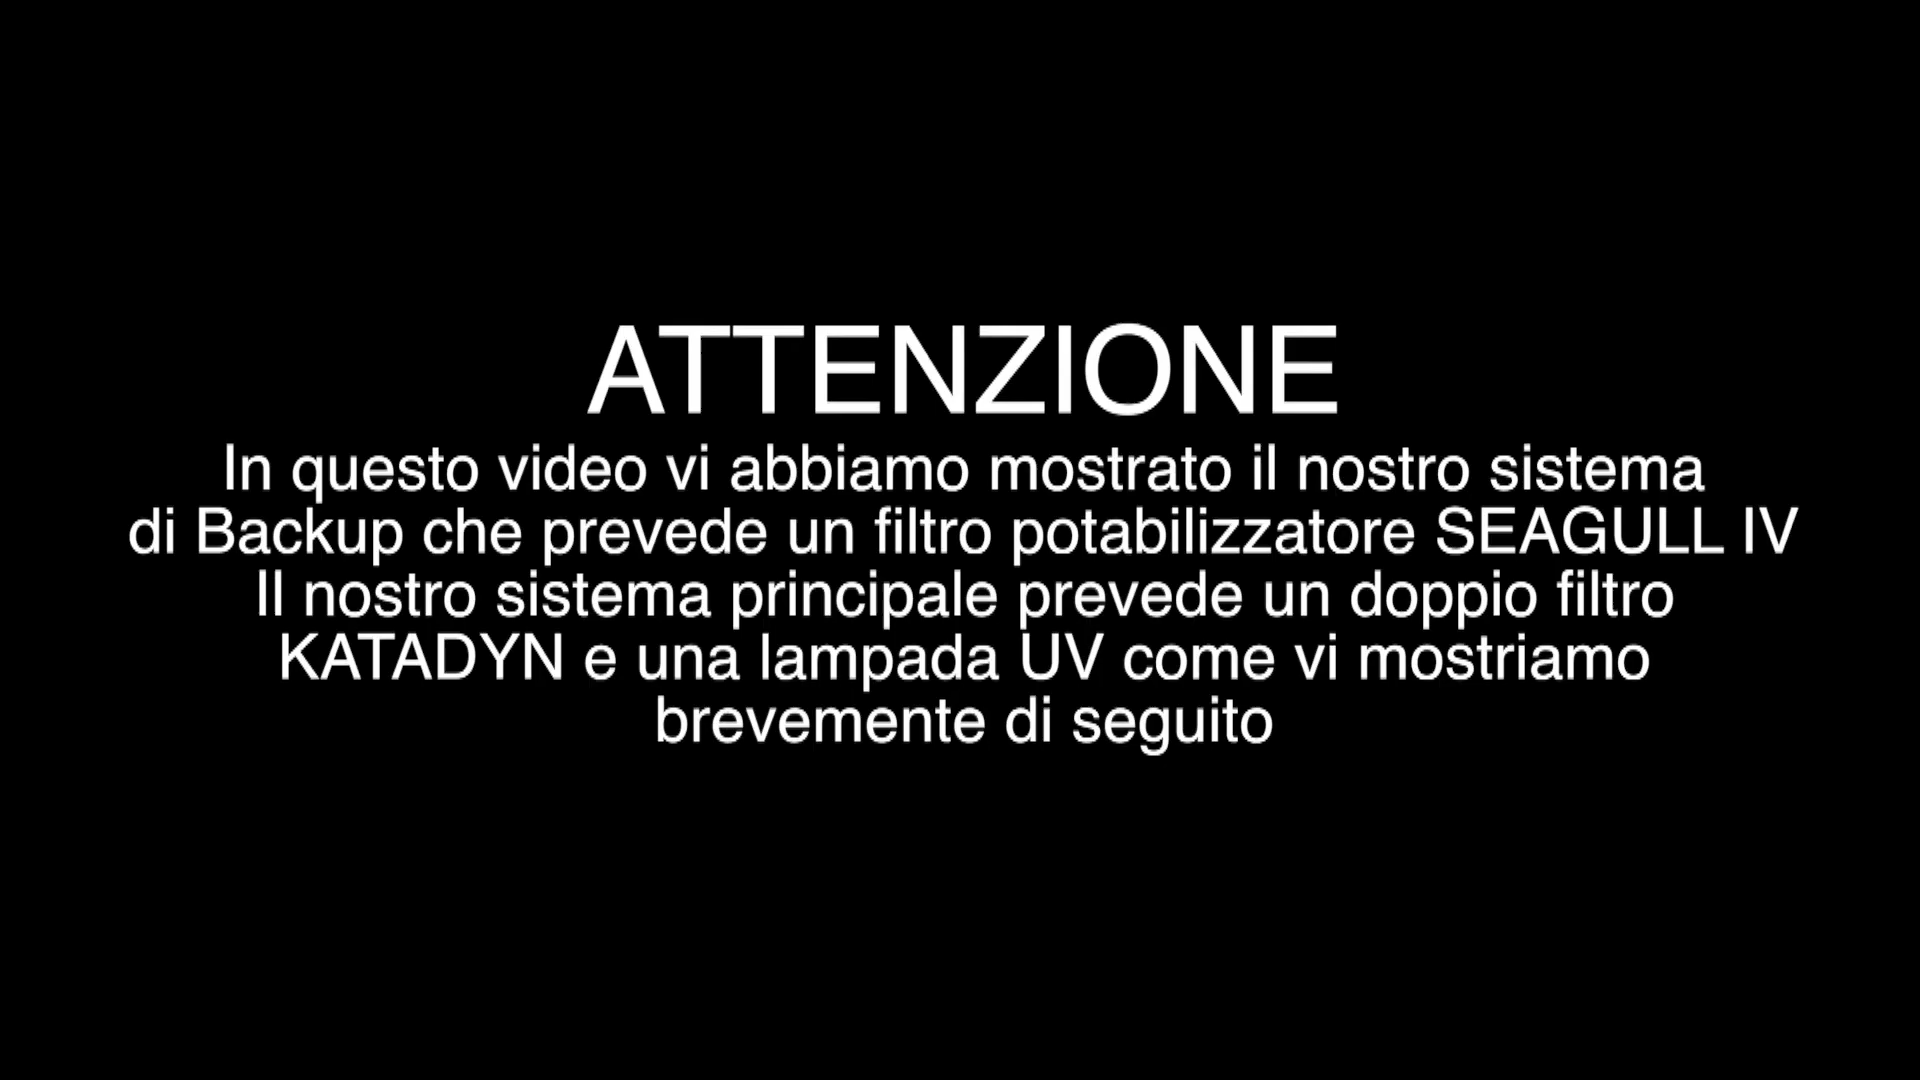 ATTENZIONE
In questo video vi abbiamo mostrato il nostro sistema
di Backup che prevede un filtro potabilizzatore SEAGULL IV
Il nostro sistema principale prevede un doppio filtro
KATADYN e una lampada UV come vi mostriamo
brevemente di seguito